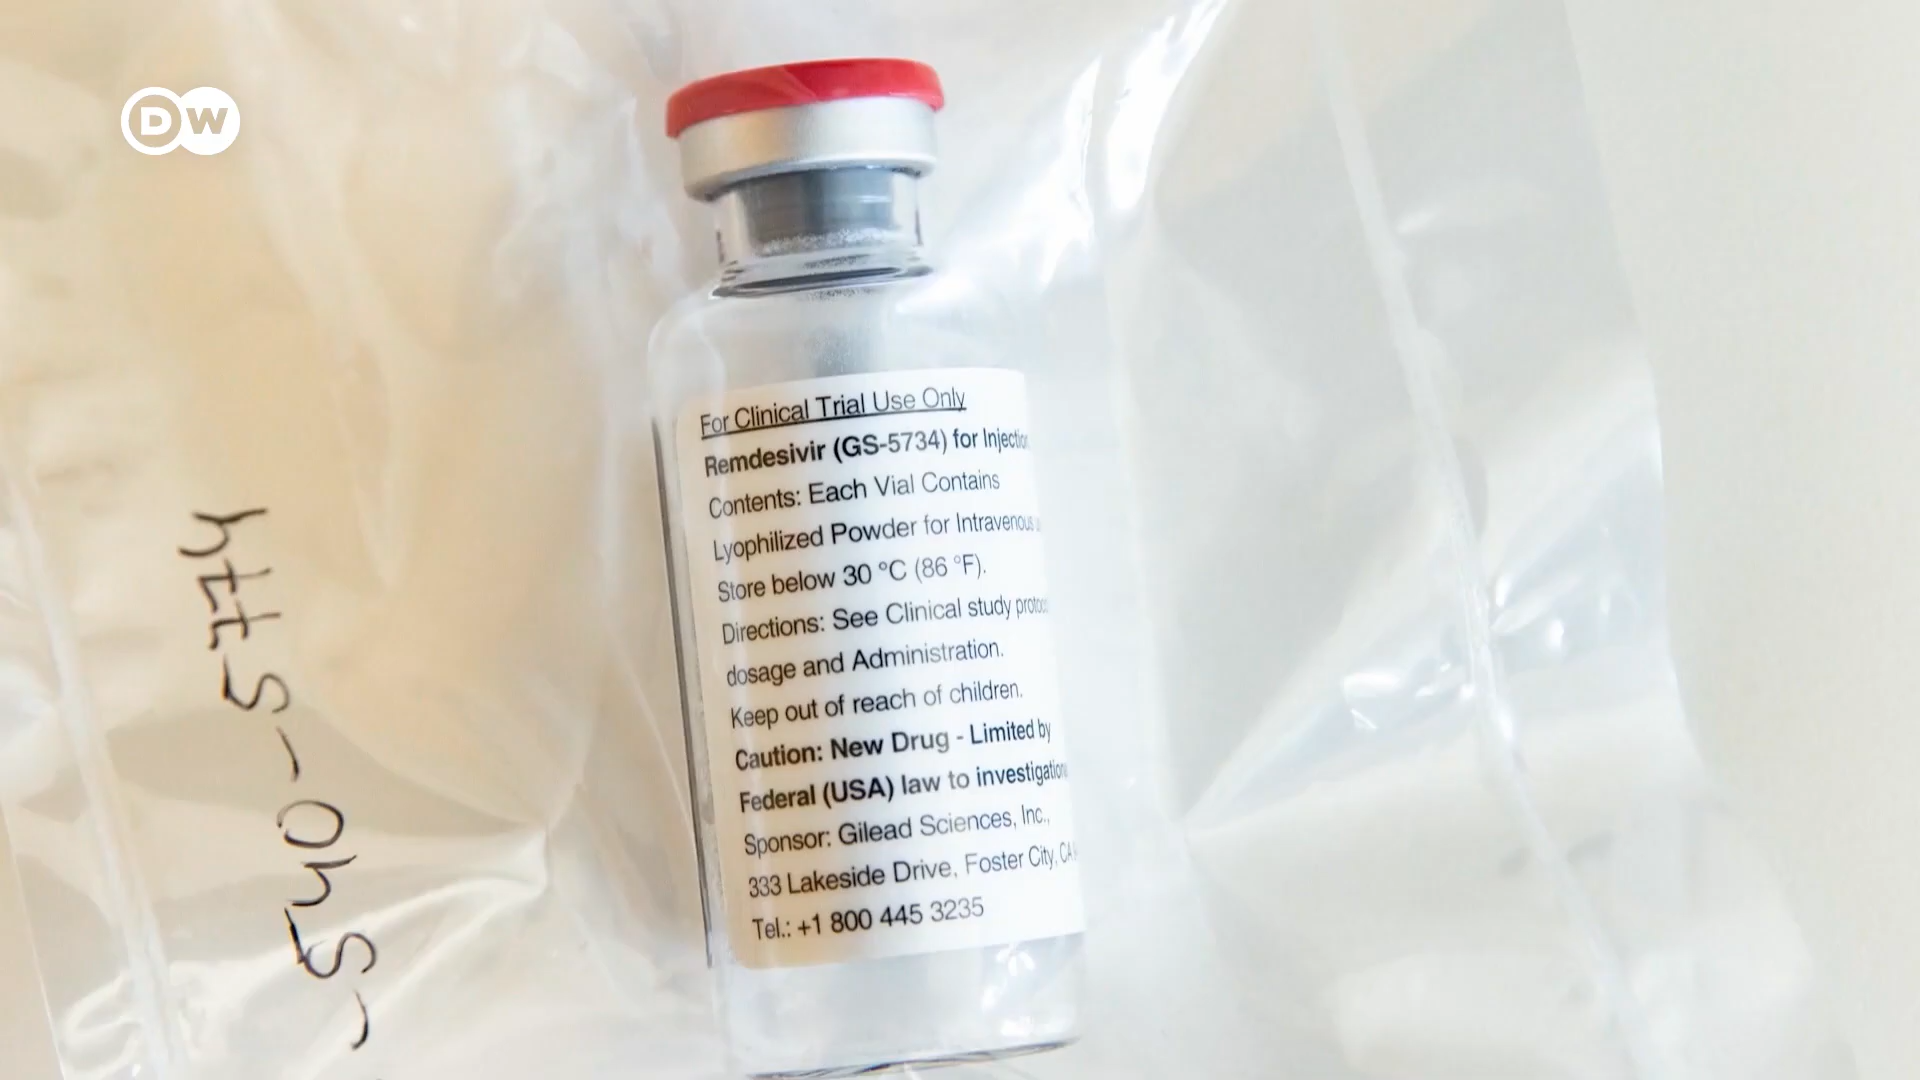 DW
For Clinical Trial Use Only
Remdesivir (GS-5734) for
Contents: Each Vial Contains
Lyophilized Powder for Intravenous
Store below 30 °C (86 °F).
Directions: See Clinical study
dosage and Administration.
Keep out of reach of children.
Caution: New Drug - Limited by
Federal (USA) law to
Sponsor: Gilead Sciences, Inc.,
333 Lakeside Drive, Foster City, CA
Tel.: +1 800 445 3235